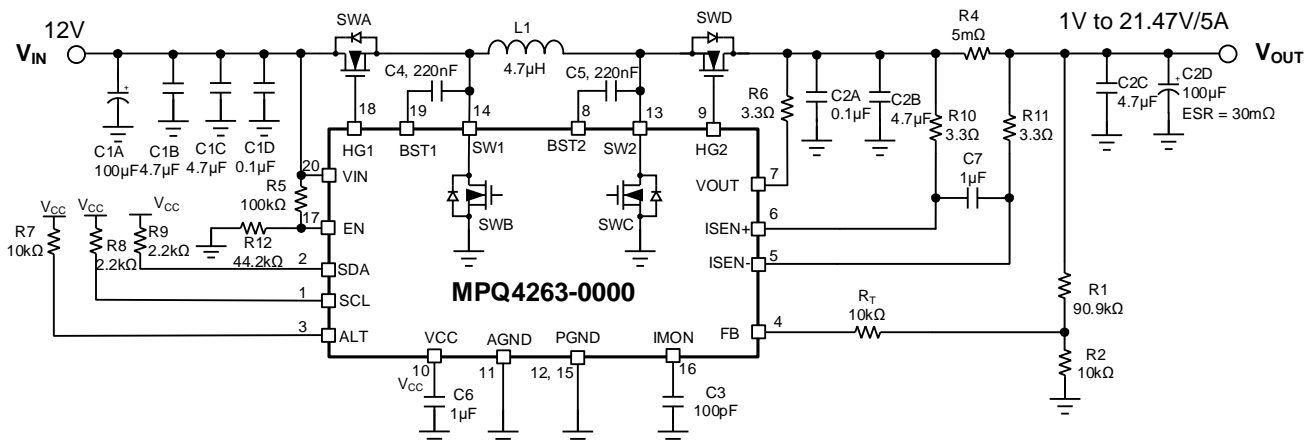 12V
V_IN
SWA
L1
4.7µH
SWD
R4
5mΩ
1V to 21.47V/5A
V_OUT
C4, 220nF
C5, 220nF
R6
3.3Ω
C2A
0.1µF
C2B
4.7µF
R10
3.3Ω
R11
3.3Ω
C7
1µF
C2C
4.7µF
C2D
100µF
ESR = 30mΩ
+
+
C1A
100µF
C1B
4.7µF
C1C
4.7µF
C1D
0.1µF
18
19
14
8
13
9
HG1
BST1
SW1
BST2
SW2
HG2
20
VIN
R5
100kΩ
17
EN
R12
44.2kΩ
V_CC
V_CC
V_CC
R7
10kΩ
R8
2.2kΩ
R9
2.2kΩ
2
SDA
1
SCL
3
ALT
SWB
SWC
MPQ4263-0000
VOUT
7
ISEN+
6
ISEN-
5
FB
4
R_T
10kΩ
R1
90.9kΩ
R2
10kΩ
VCC
AGND
PGND
IMON
10
11
12, 15
16
V_CC
C6
1µF
C3
100pF